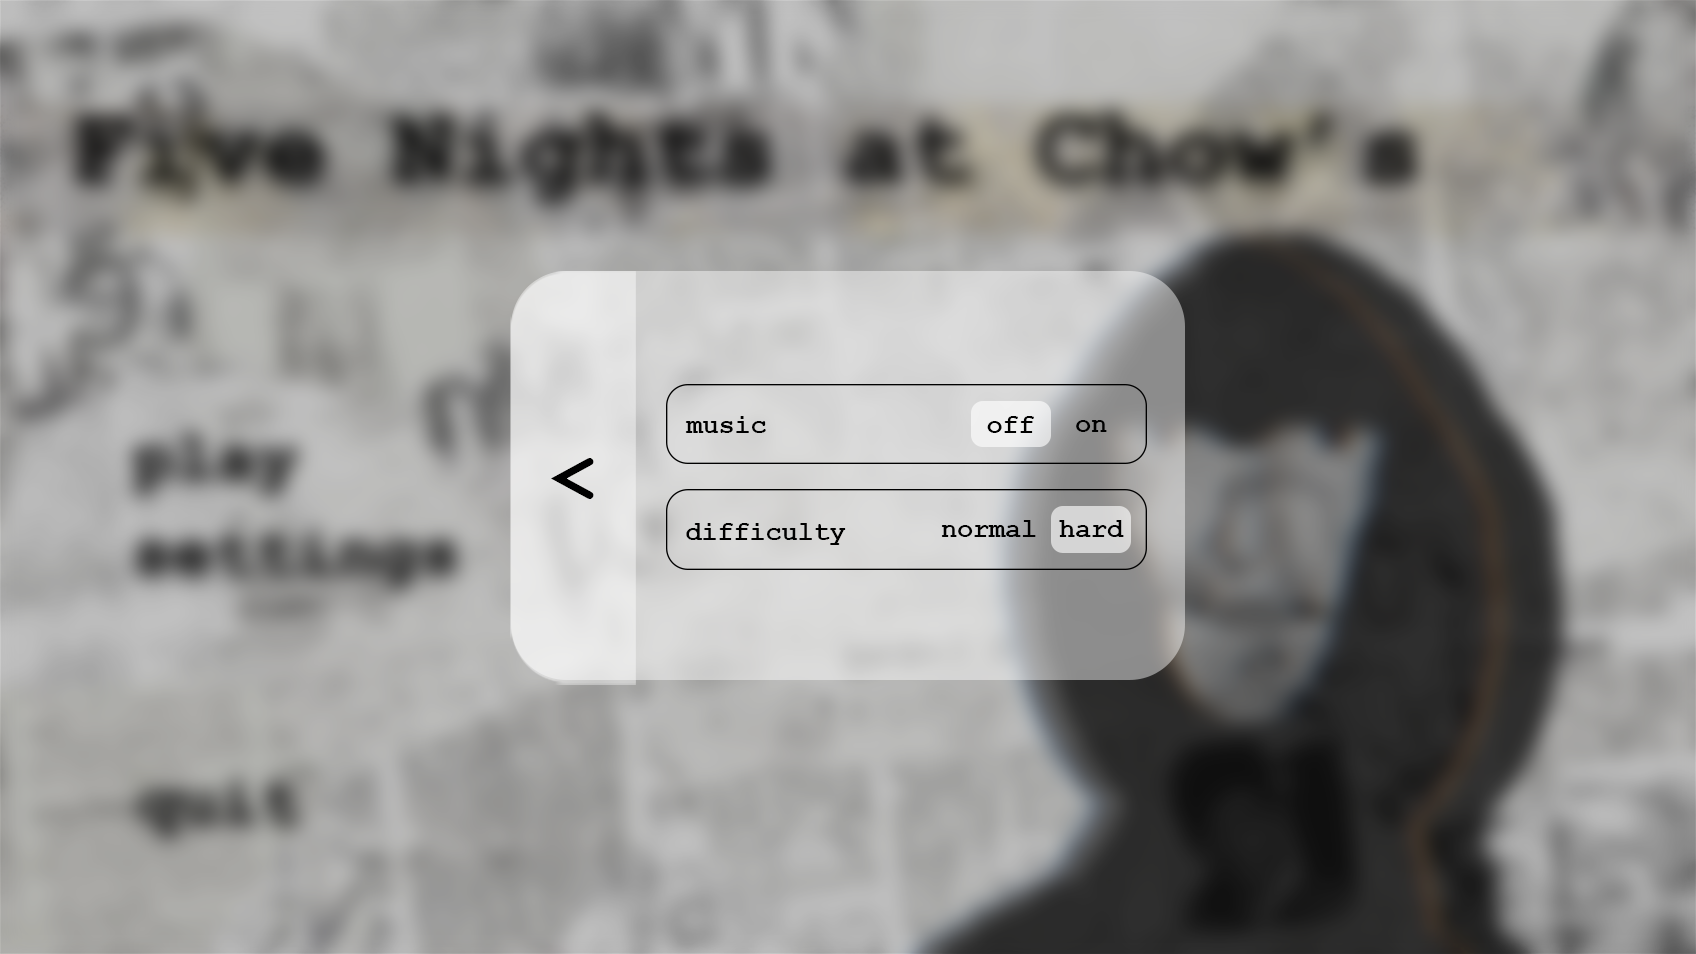 Five Nights at Chow's
music off on
difficulty normal hard
<
play
settings
quit